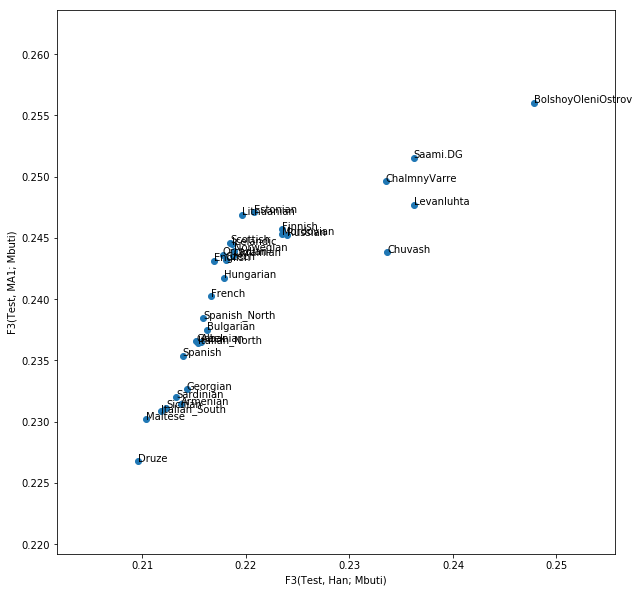 0.260
0.255
0.250
0.245
0.240
0.235
0.230
0.225
0.220
F3(Test, MA1; Mbuti)
BolshoyOleniOstrov
Saami.DG
ChalmnyVarre
Levanluhta
Estonian
Lithuanian
Finnish
Mordovian
Russian
Chuvash
Scottish
Icelandic
Norwegian
Ukrainian
English
Hungarian
French
Spanish_North
Bulgarian
Italian_North
Spanish
Georgian
Sardinian
Armenian
Sicilian
Italian_South
Maltese
Druze
0.21
0.22
0.23
0.24
0.25
F3(Test, Han; Mbuti)